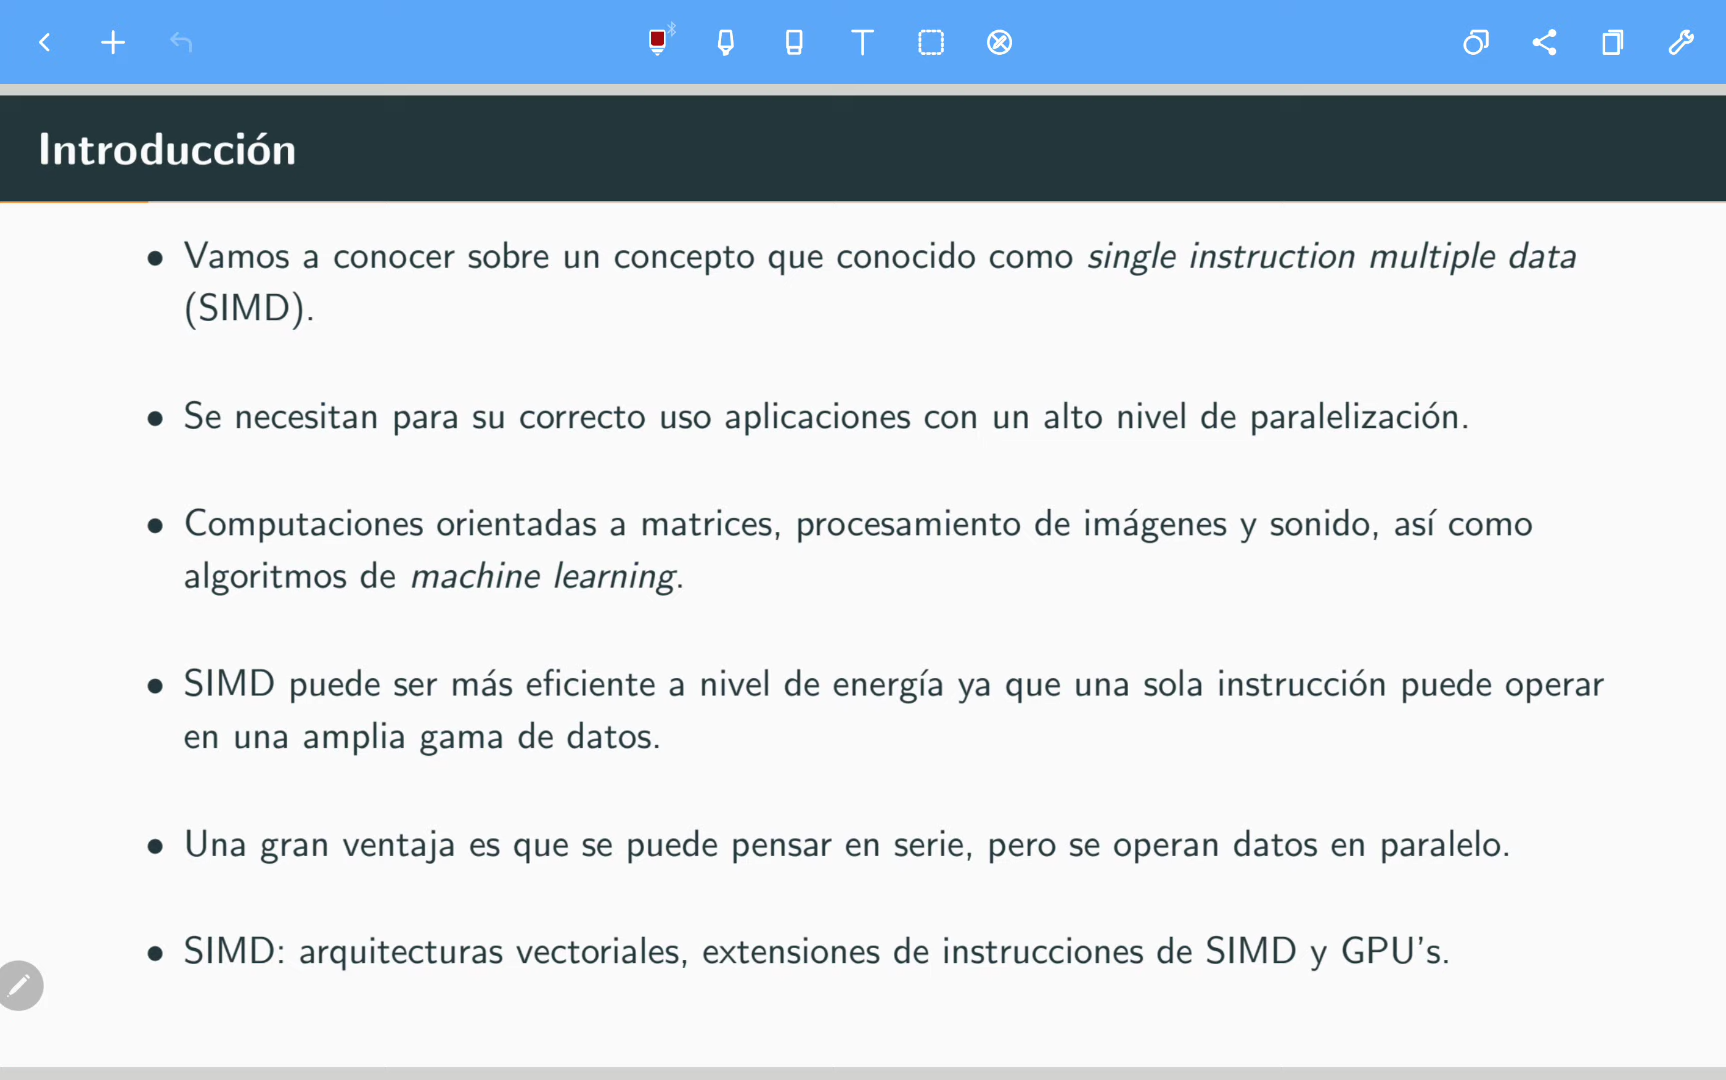 Introducción
• Vamos a conocer sobre un concepto que conocido como single instruction multiple data
(SIMD).
• Se necesitan para su correcto uso aplicaciones con un alto nivel de paralelización.
• Computaciones orientadas a matrices, procesamiento de imágenes y sonido, así como
algoritmos de machine learning.
• SIMD puede ser más eficiente a nivel de energía ya que una sola instrucción puede operar
en una amplia gama de datos.
• Una gran ventaja es que se puede pensar en serie, pero se operan datos en paralelo.
• SIMD: arquitecturas vectoriales, extensiones de instrucciones de SIMD y GPU's.